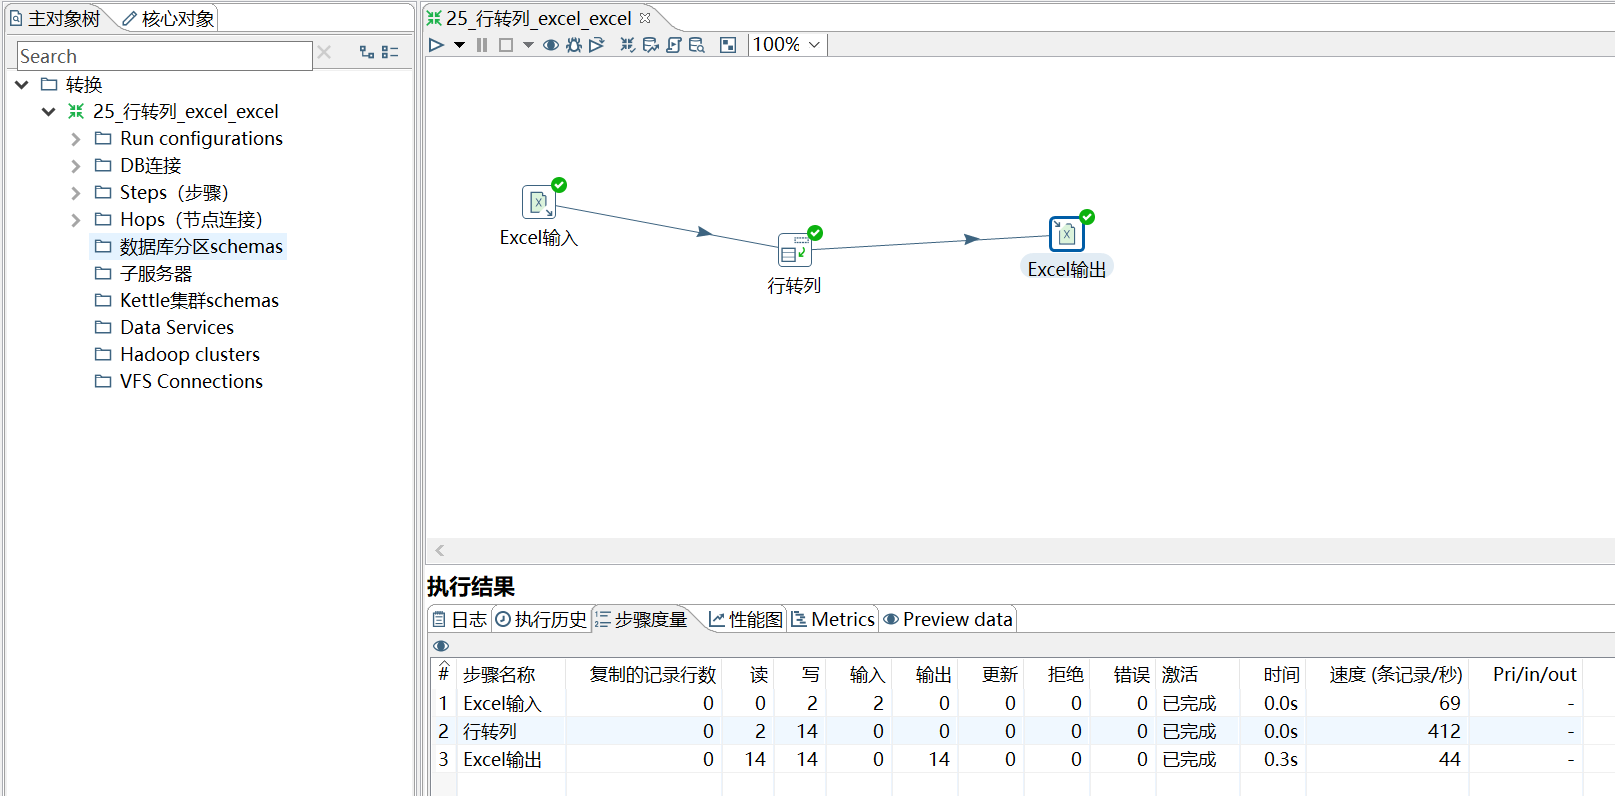 主对象树 核心对象
Search
转换
25_行转列_excel_excel
Run configurations
DB连接
Steps（步骤）
Hops（节点连接）
数据库分区schemas
子服务器
Kettle集群schemas
Data Services
Hadoop clusters
VFS Connections
25_行转列_excel_excel
100%
Excel输入
行转列
Excel输出
执行结果
日志 执行历史 步骤度量 性能图 Metrics Preview data
# 步骤名称 复制的记录行数 读 写 输入 输出 更新 拒绝 错误 激活 时间 速度 (条记录/秒) Pri/in/out
1 Excel输入 0 0 2 2 0 0 0 0 已完成 0.0s 69 -
2 行转列 0 2 14 0 0 0 0 0 已完成 0.0s 412 -
3 Excel输出 0 14 14 0 14 0 0 0 已完成 0.3s 44 -